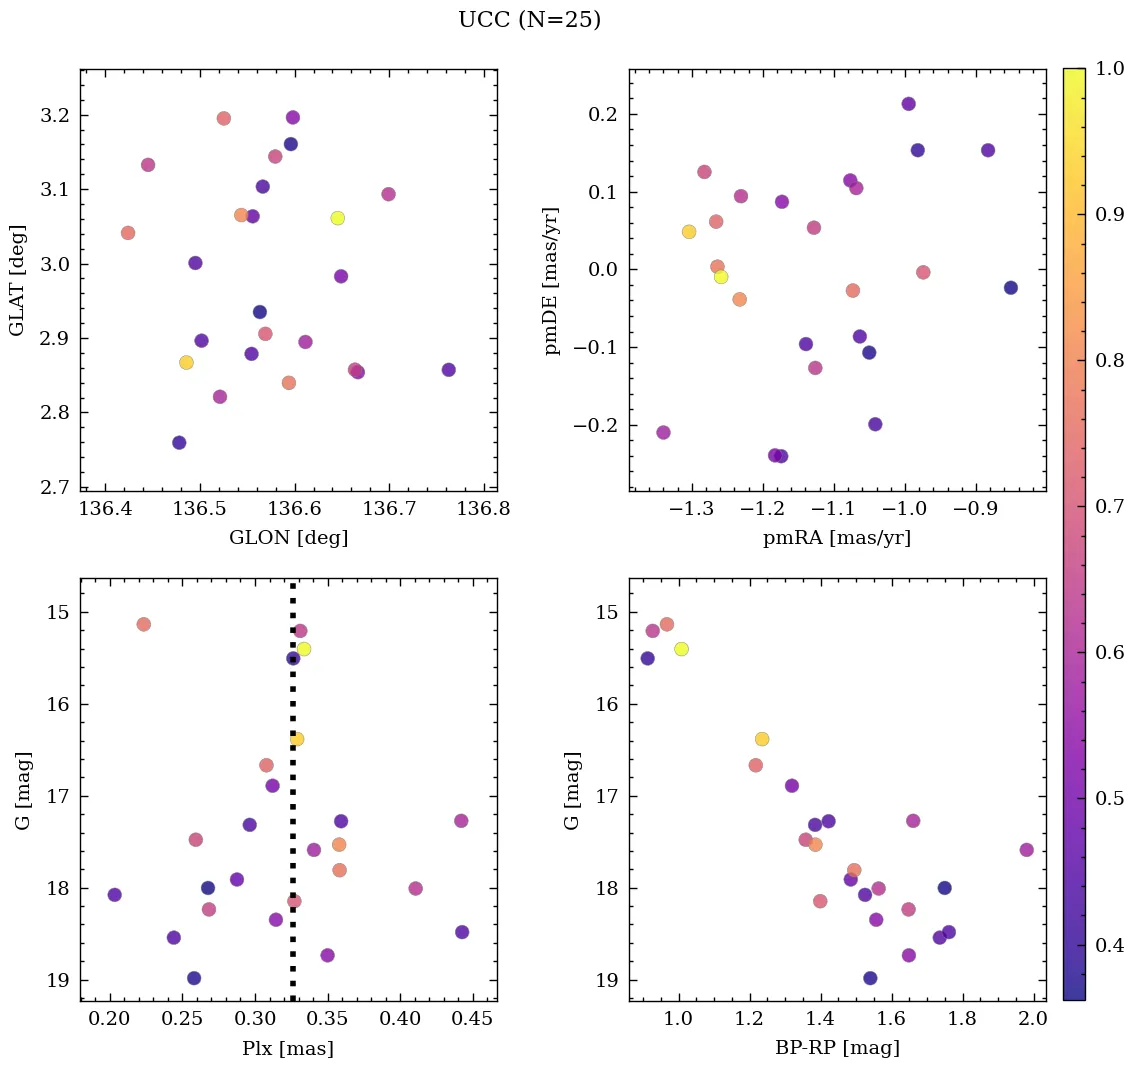 UCC (N=25)
3.2
3.1
3.0
2.9
2.8
2.7
GLAT [deg]
136.4 136.5 136.6 136.7 136.8
GLON [deg]
0.2
0.1
0.0
−0.1
−0.2
pmDE [mas/yr]
−1.3 −1.2 −1.1 −1.0 −0.9
pmRA [mas/yr]
1.0
0.9
0.8
0.7
0.6
0.5
0.4
15
16
17
18
19
G [mag]
0.20 0.25 0.30 0.35 0.40 0.45
Plx [mas]
15
16
17
18
19
G [mag]
1.0 1.2 1.4 1.6 1.8 2.0
BP-RP [mag]